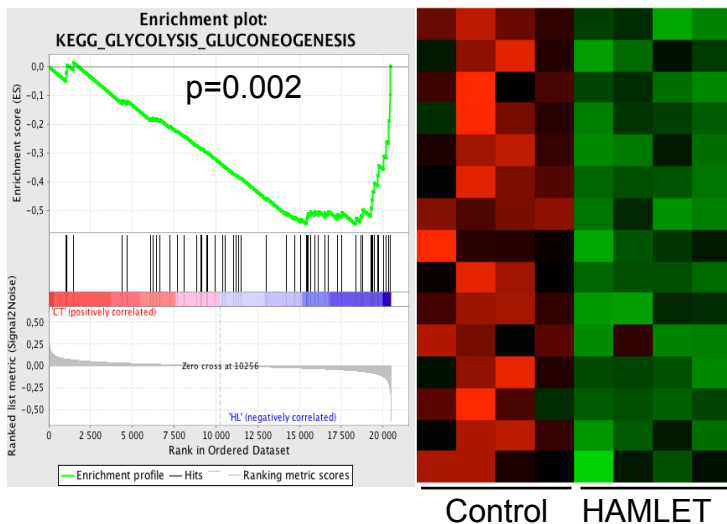 Enrichment plot:
KEGG_GLYCOLYSIS_GLUCONEOGENESIS
p=0.002
Enrichment score (ES)
0,0
-0,1
-0,2
-0,3
-0,4
-0,5
'CT' (positively correlated)
Ranked list metric (Signal2Noise)
0,50
0,25
0,00
-0,25
-0,50
Zero cross at 10256
'HL' (negatively correlated)
0 2 500 5 000 7 500 10 000 12 500 15 000 17 500 20 000
Rank in Ordered Dataset
Enrichment profile Hits Ranking metric scores
Control HAMLET